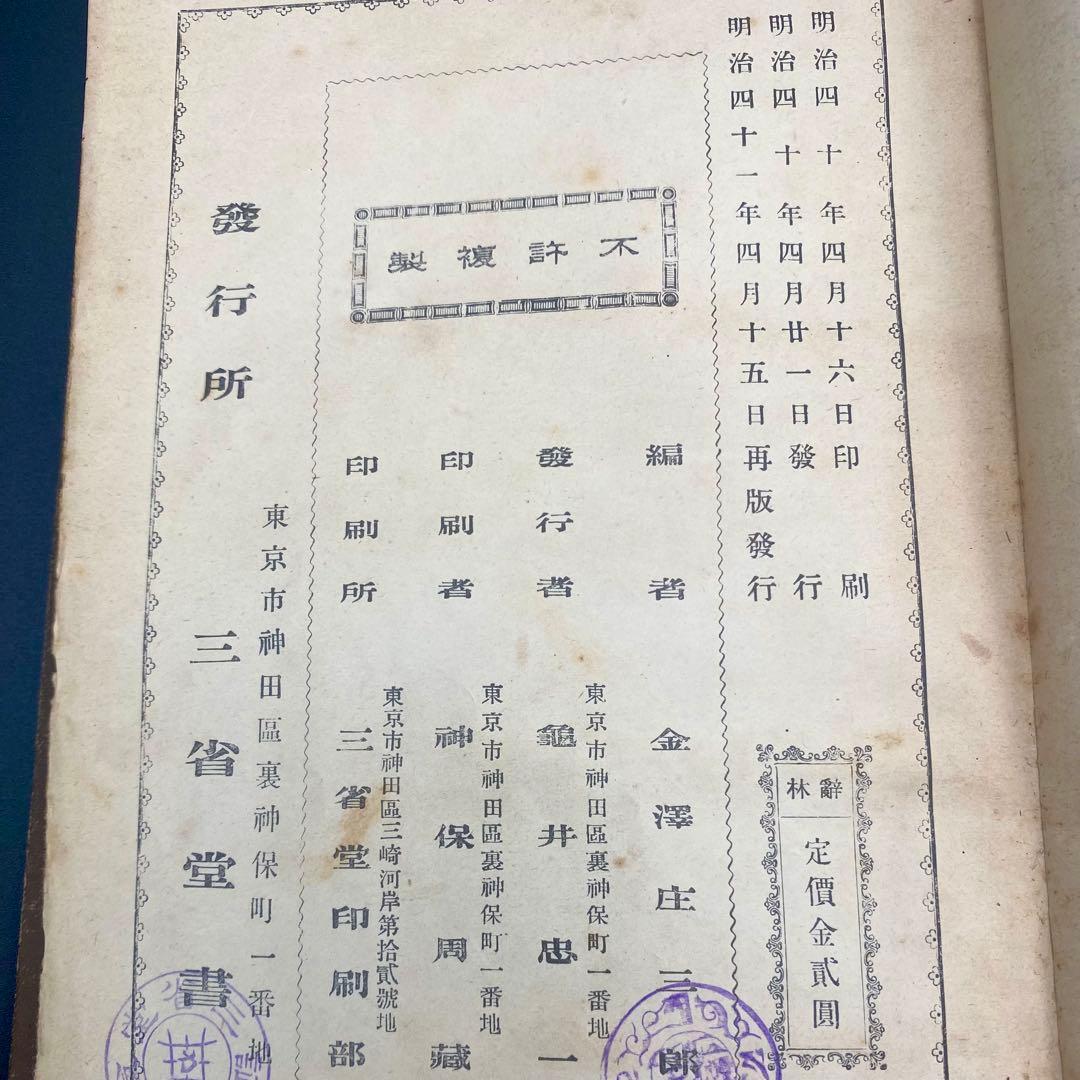 明治四十年四月十六日印刷
明治四十年四月廿一日發行
明治四十一年四月十五日再版發行
辭林
定價金貳圓
不許複製
編者
金澤庄三郎
發行者
東京市神田區裏神保町一番地
龜井忠一
印刷者
東京市神田區裏神保町一番地
神保周藏
印刷所
東京市神田區三崎河岸第拾貳號地
三省堂印刷部
發行所
東京市神田區裏神保町一番地
三省堂書